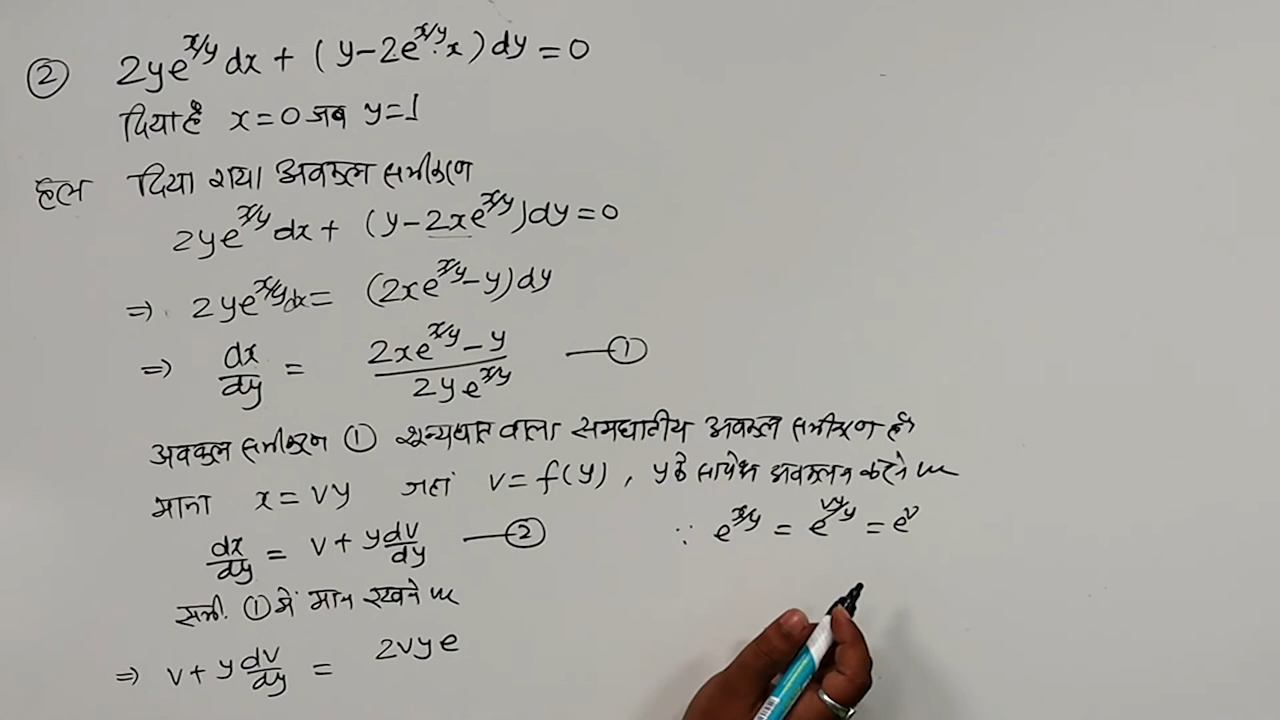 ② 2ye^{x/y} dx + (y - 2e^{x/y}·x) dy = 0
दिया है x = 0 जब y = 1
हल दिया गया अवकल समीकरण
2ye^{x/y} dx + (y - 2xe^{x/y}) dy = 0
⇒ 2ye^{x/y} dx = (2xe^{x/y} - y) dy
⇒ dx/dy = (2xe^{x/y} - y)/(2ye^{x/y}) —①
अवकल समीकरण ① शून्यघात वाला समघातीय अवकल समीकरण है।
माना x = vy जहां v = f(y), y के सापेक्ष अवकलन करने पर
dx/dy = v + y dv/dy —② ∵ e^{x/y} = e^{vy/y} = e^v
समी. ① में मान रखने पर
⇒ v + y dv/dy = 2vye